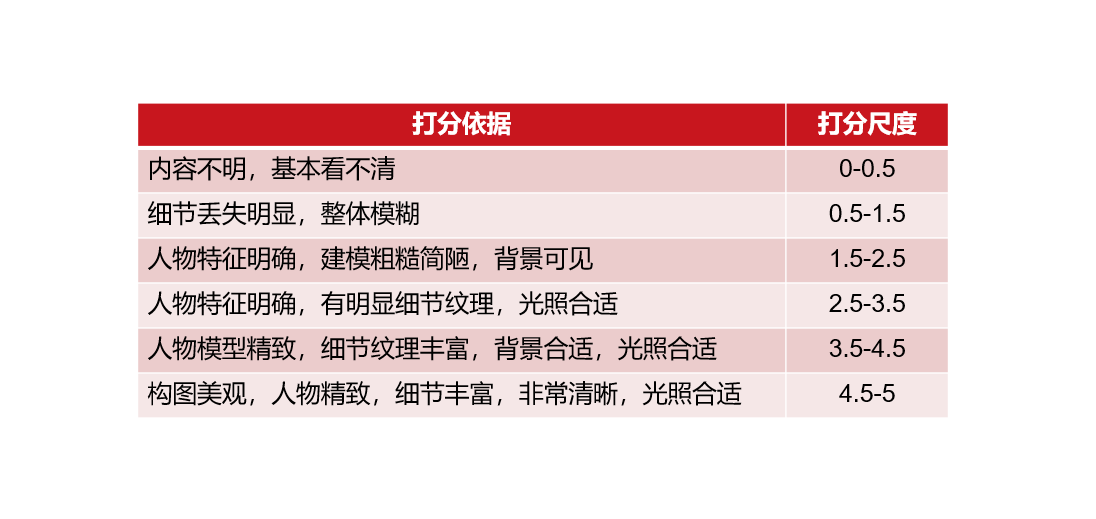 打分依据 打分尺度
内容不明，基本看不清 0-0.5
细节丢失明显，整体模糊 0.5-1.5
人物特征明确，建模粗糙简陋，背景可见 1.5-2.5
人物特征明确，有明显细节纹理，光照合适 2.5-3.5
人物模型精致，细节纹理丰富，背景合适，光照合适 3.5-4.5
构图美观，人物精致，细节丰富，非常清晰，光照合适 4.5-5